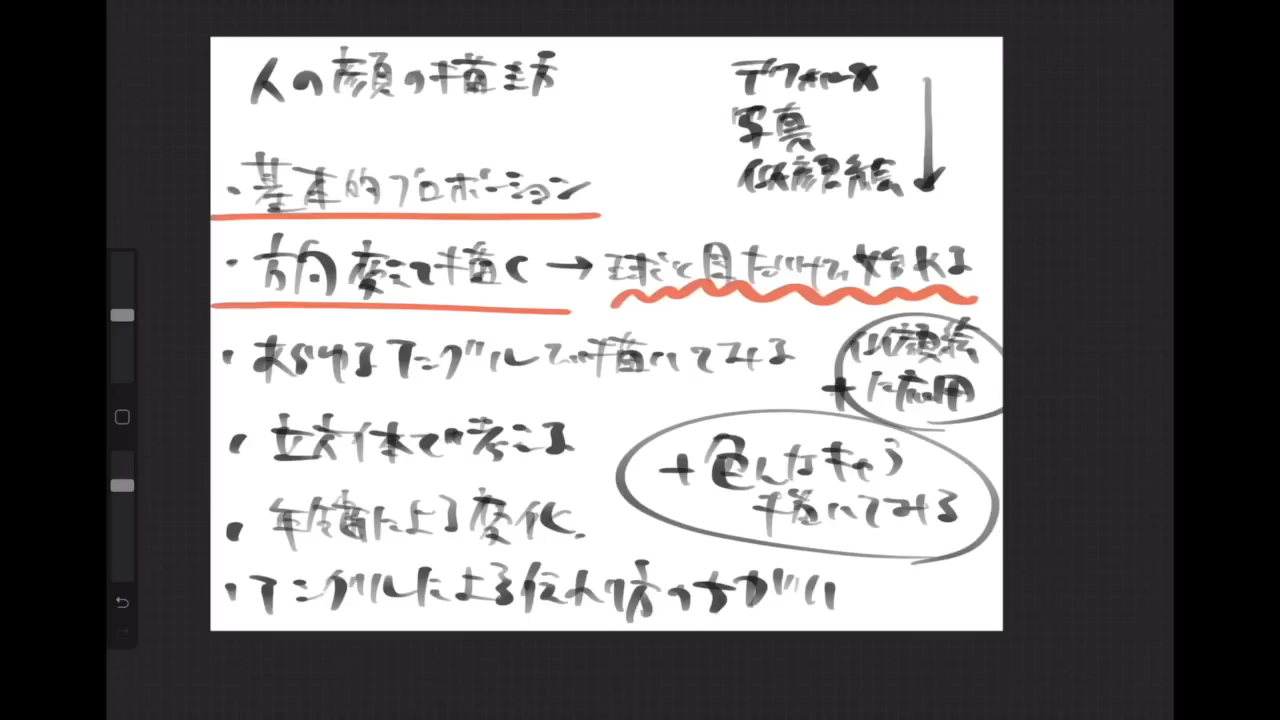 人の顔の描き方
デフォルメ
写真
似顔絵
・基本的プロポーション
・方向変えて描く→球と目だけで始める
・あらゆるアングルで描いてみる
似顔絵
+に応用
・立方体で考える
+色んなキャラ
描いてみる
・年齢による変化.
・アングルによる伝わり方のちがい